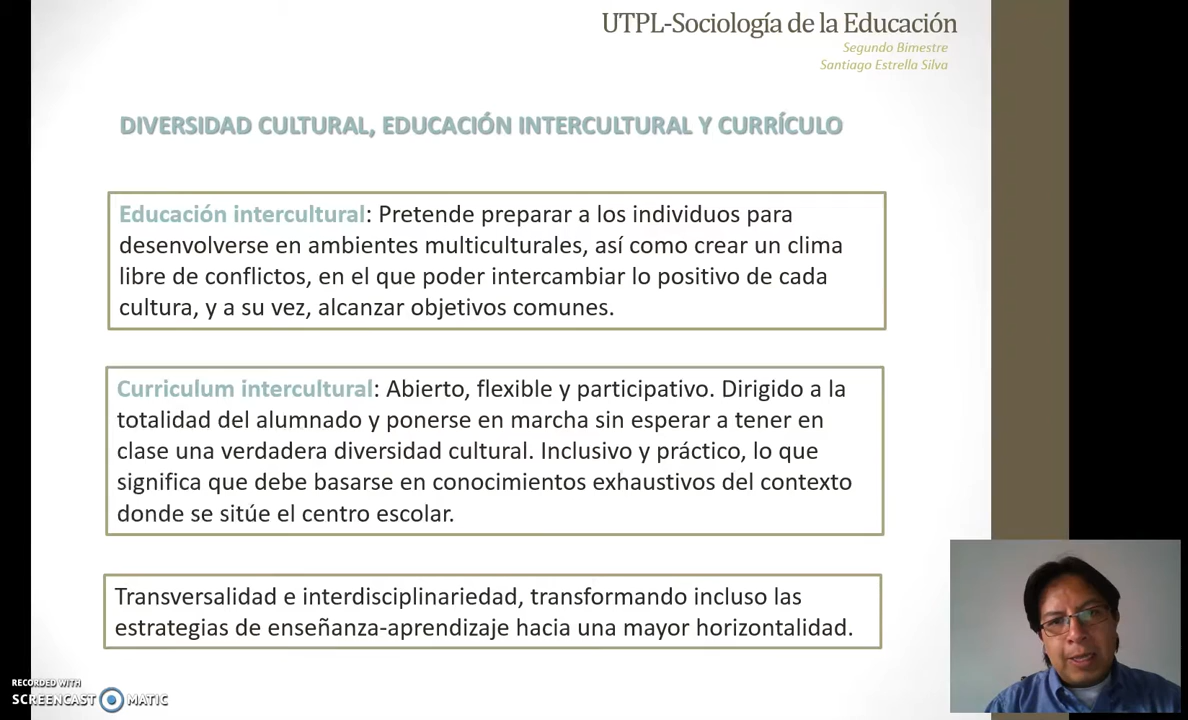 UTPL-Sociología de la Educación
Segundo Bimestre
Santiago Estrella Silva
DIVERSIDAD CULTURAL, EDUCACIÓN INTERCULTURAL Y CURRÍCULO
Educación intercultural: Pretende preparar a los individuos para
desenvolverse en ambientes multiculturales, así como crear un clima
libre de conflictos, en el que poder intercambiar lo positivo de cada
cultura, y a su vez, alcanzar objetivos comunes.
Curriculum intercultural: Abierto, flexible y participativo. Dirigido a la
totalidad del alumnado y ponerse en marcha sin esperar a tener en
clase una verdadera diversidad cultural. Inclusivo y práctico, lo que
significa que debe basarse en conocimientos exhaustivos del contexto
donde se sitúe el centro escolar.
Transversalidad e interdisciplinariedad, transformando incluso las
estrategias de enseñanza-aprendizaje hacia una mayor horizontalidad.
RECORDED WITH
SCREENCAST MATIC